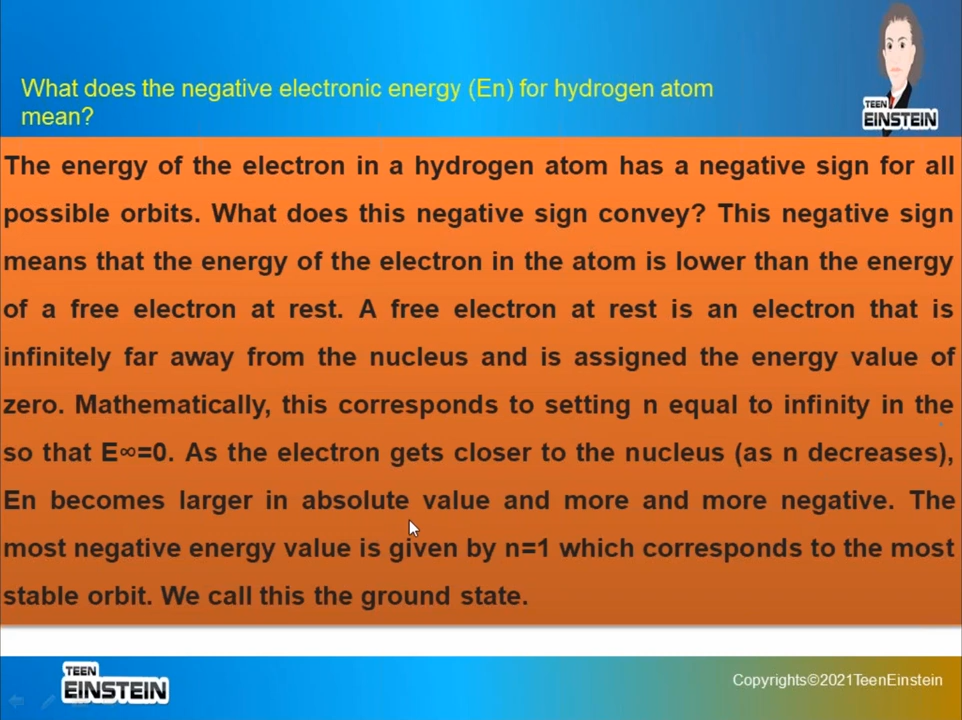 What does the negative electronic energy (En) for hydrogen atom
mean?
TEEN
EINSTEIN
The energy of the electron in a hydrogen atom has a negative sign for all
possible orbits. What does this negative sign convey? This negative sign
means that the energy of the electron in the atom is lower than the energy
of a free electron at rest. A free electron at rest is an electron that is
infinitely far away from the nucleus and is assigned the energy value of
zero. Mathematically, this corresponds to setting n equal to infinity in the
so that E∞=0. As the electron gets closer to the nucleus (as n decreases),
En becomes larger in absolute value and more and more negative. The
most negative energy value is given by n=1 which corresponds to the most
stable orbit. We call this the ground state.
TEEN
EINSTEIN
Copyrights©2021TeenEinstein